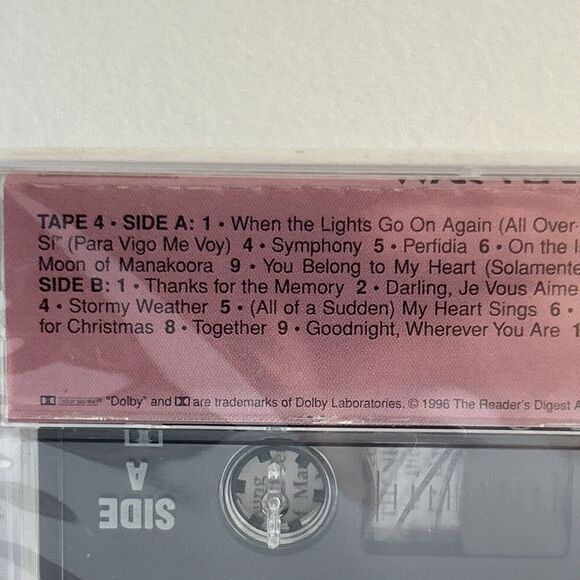 TAPE 4 • SIDE A: 1 • When the Lights Go On Again (All Over
Sí" (Para Vigo Me Voy) 4 • Symphony 5 • Perfidia 6 • On the
Moon of Manakoora 9 • You Belong to My Heart (Solamente
SIDE B: 1 • Thanks for the Memory 2 • Darling, Je Vous Aime
4 • Stormy Weather 5 • (All of a Sudden) My Heart Sings 6 •
for Christmas 8 • Together 9 • Goodnight, Wherever You Are 1
"Dolby" and are trademarks of Dolby Laboratories. © 1996 The Reader's Digest A
SIDE
A